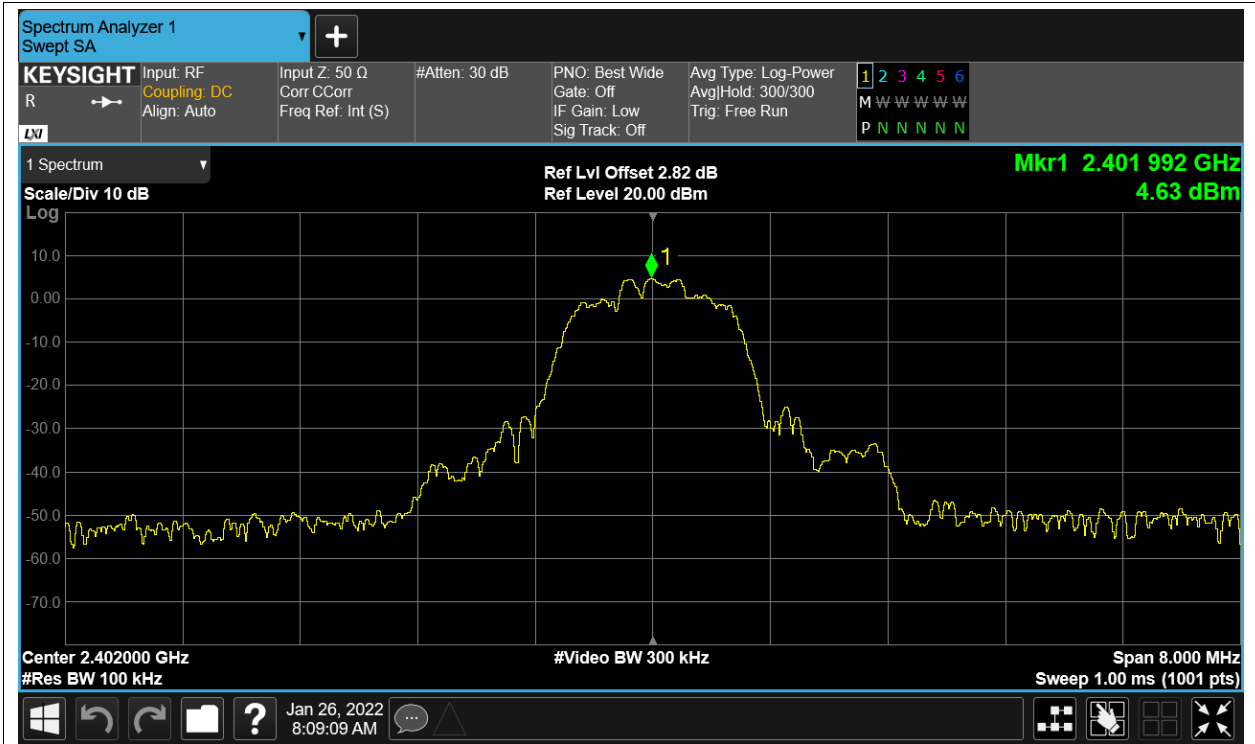 Spectrum Analyzer 1
Swept SA
KEYSIGHT
R
LXI
Input: RF
Coupling: DC
Align: Auto
Input Z: 50 Ω
Corr CCorr
Freq Ref: Int (S)
#Atten: 30 dB
PNO: Best Wide
Gate: Off
IF Gain: Low
Sig Track: Off
Avg Type: Log-Power
Avg|Hold: 300/300
Trig: Free Run
1 2 3 4 5 6
M W W W W W W
P N N N N N
1 Spectrum
Scale/Div 10 dB
Log
Ref Lvl Offset 2.82 dB
Ref Level 20.00 dBm
Mkr1 2.401 992 GHz
4.63 dBm
1
10.0
0.00
-10.0
-20.0
-30.0
-40.0
-50.0
-60.0
-70.0
Center 2.402000 GHz
#Res BW 100 kHz
#Video BW 300 kHz
Span 8.000 MHz
Sweep 1.00 ms (1001 pts)
?
Jan 26, 2022
8:09:09 AM